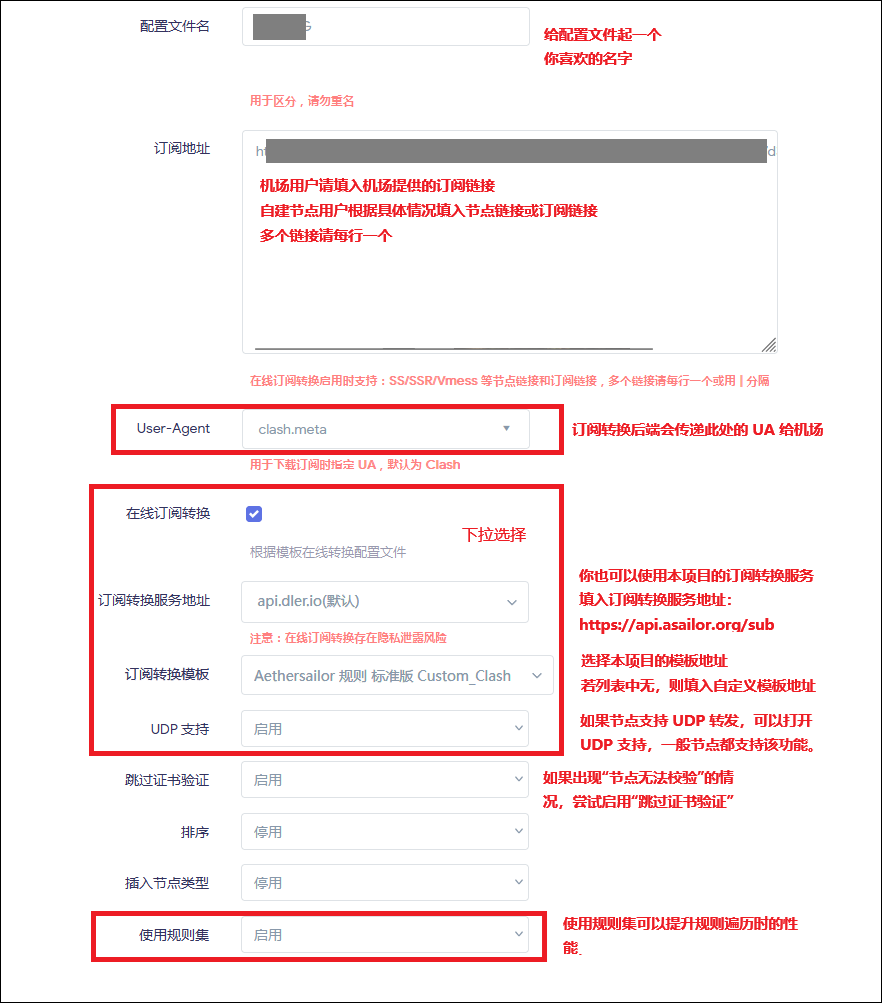 配置文件名
G
给配置文件起一个
你喜欢的名字
用于区分，请勿重名
订阅地址
ht
d
机场用户请填入机场提供的订阅链接
自建节点用户根据具体情况填入节点链接或订阅链接
多个链接请每行一个
在线订阅转换启用时支持：SS/SSR/Vmess 等节点链接和订阅链接，多个链接请每行一个或用 | 分隔
User-Agent
clash.meta
订阅转换后端会传递此处的 UA 给机场
用于下载订阅时指定 UA，默认为 Clash
在线订阅转换
下拉选择
根据模板在线转换配置文件
订阅转换服务地址
api.dler.io(默认)
你也可以使用本项目的订阅转换服务
填入订阅转换服务地址：
https://api.asailor.org/sub
注意：在线订阅转换存在隐私泄露风险
订阅转换模板
Aethersailor 规则 标准版 Custom_Clash
选择本项目的模板地址
若列表中无，则填入自定义模板地址
UDP 支持
启用
如果节点支持 UDP 转发，可以打开
UDP 支持，一般节点都支持该功能。
跳过证书验证
启用
如果出现“节点无法校验”的情
况，尝试启用“跳过证书验证”
排序
停用
插入节点类型
停用
使用规则集
启用
使用规则集可以提升规则遍历时的性
能.